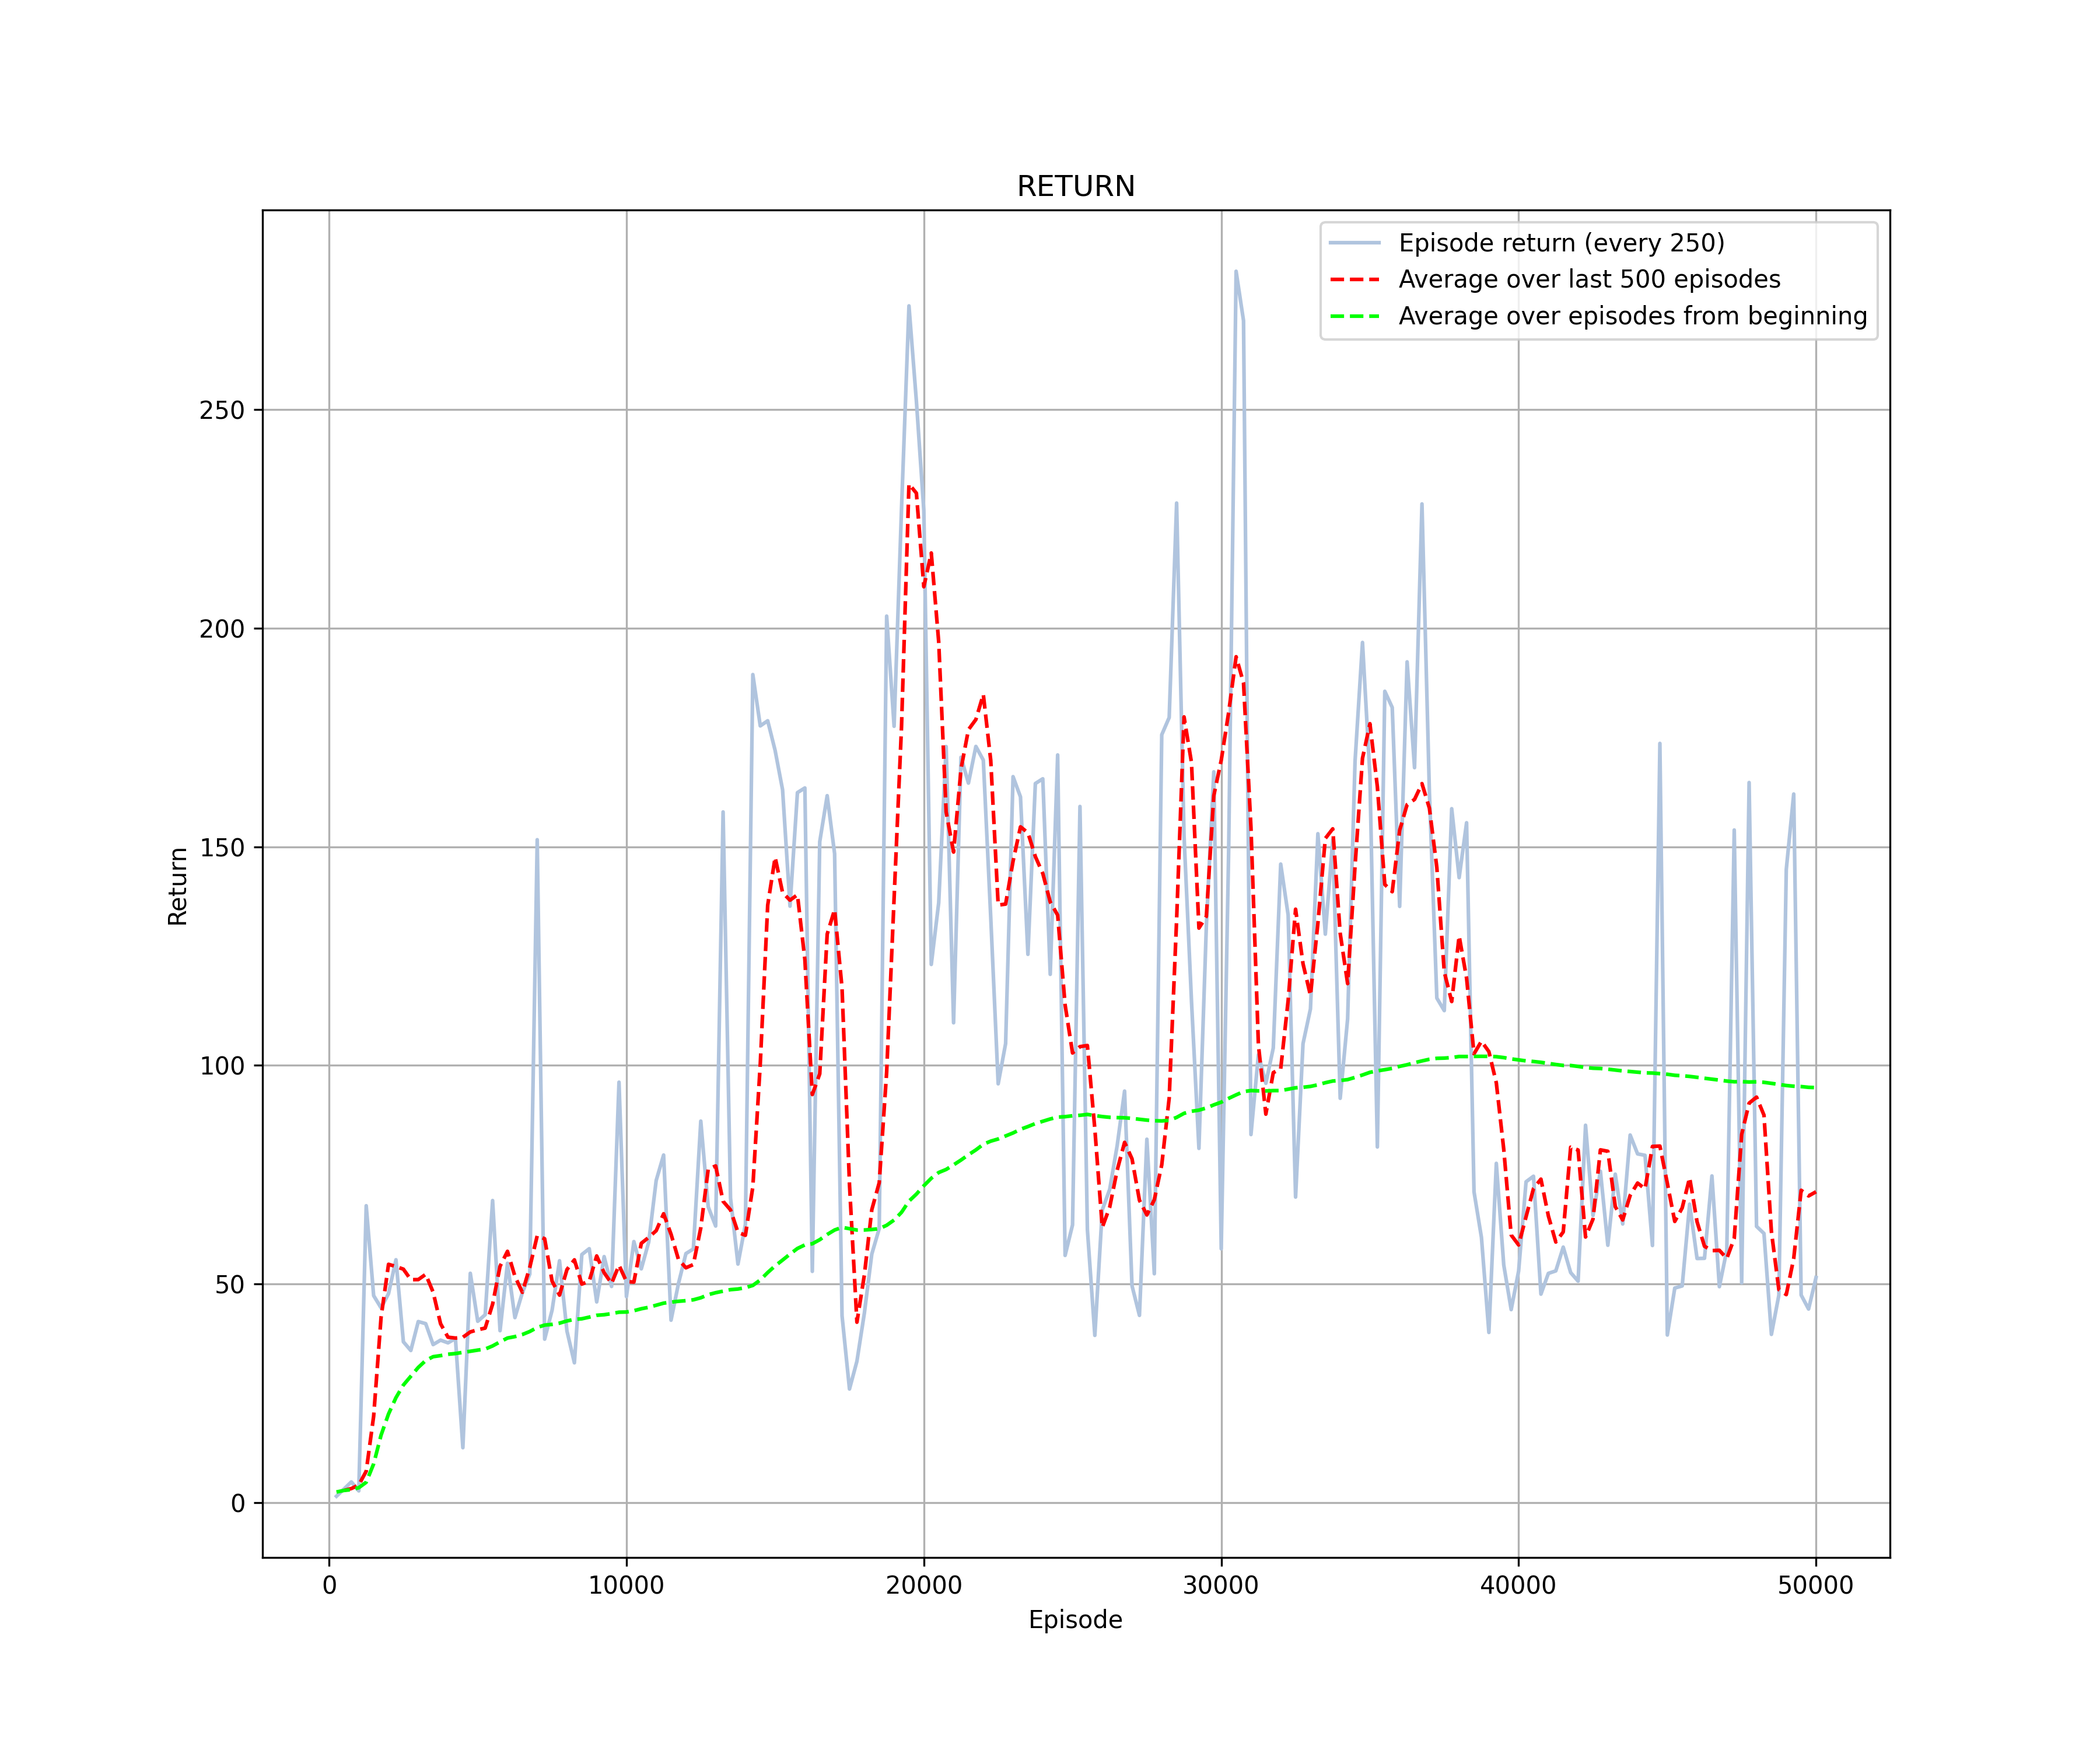 RETURN
Episode return (every 250)
Average over last 500 episodes
Average over episodes from beginning
250
200
150
100
50
0
Return
0 10000 20000 30000 40000 50000
Episode